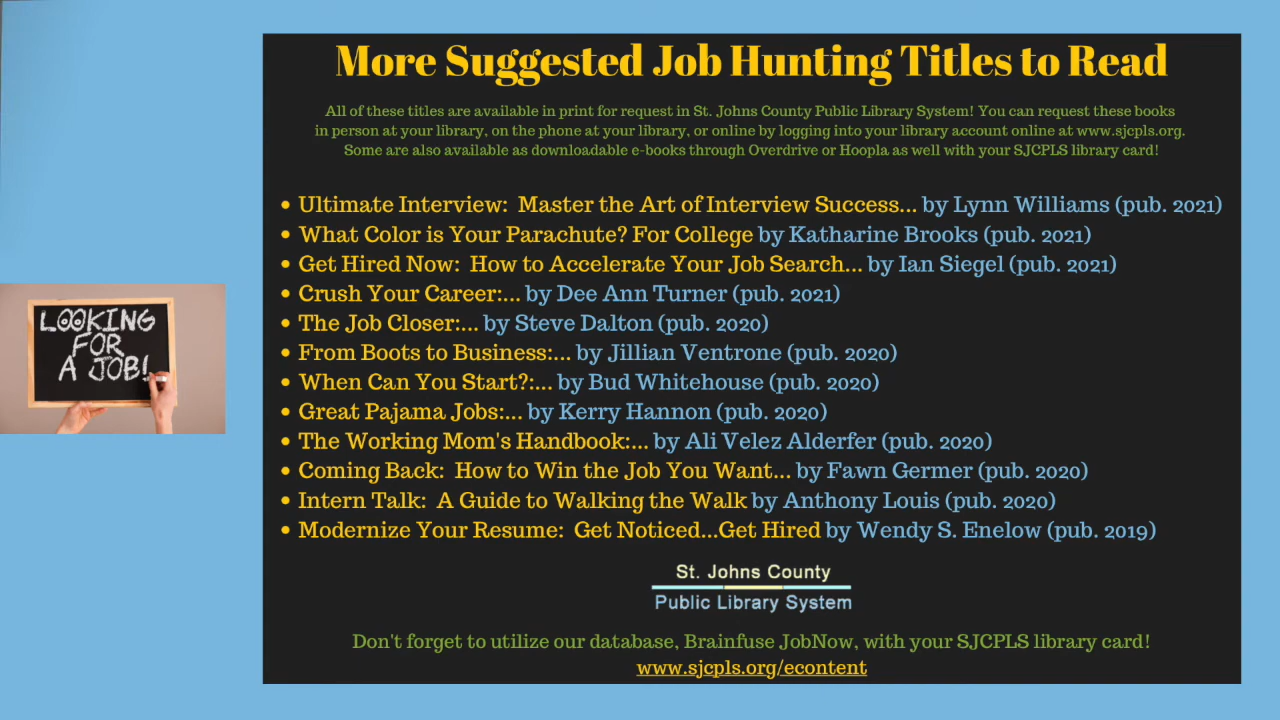 More Suggested Job Hunting Titles to Read
All of these titles are available in print for request in St. Johns County Public Library System! You can request these books
in person at your library, on the phone at your library, or online by logging into your library account online at www.sjcpls.org.
Some are also available as downloadable e-books through Overdrive or Hoopla as well with your SJCPLS library card!
• Ultimate Interview: Master the Art of Interview Success... by Lynn Williams (pub. 2021)
• What Color is Your Parachute? For College by Katharine Brooks (pub. 2021)
• Get Hired Now: How to Accelerate Your Job Search... by Ian Siegel (pub. 2021)
• Crush Your Career:... by Dee Ann Turner (pub. 2021)
• The Job Closer:... by Steve Dalton (pub. 2020)
• From Boots to Business:... by Jillian Ventrone (pub. 2020)
• When Can You Start?:... by Bud Whitehouse (pub. 2020)
• Great Pajama Jobs:... by Kerry Hannon (pub. 2020)
• The Working Mom's Handbook:... by Ali Velez Alderfer (pub. 2020)
• Coming Back: How to Win the Job You Want... by Fawn Germer (pub. 2020)
• Intern Talk: A Guide to Walking the Walk by Anthony Louis (pub. 2020)
• Modernize Your Resume: Get Noticed...Get Hired by Wendy S. Enelow (pub. 2019)
St. Johns County
Public Library System
Don't forget to utilize our database, Brainfuse JobNow, with your SJCPLS library card!
www.sjcpls.org/econtent
LOOKING
FOR
A JOB!